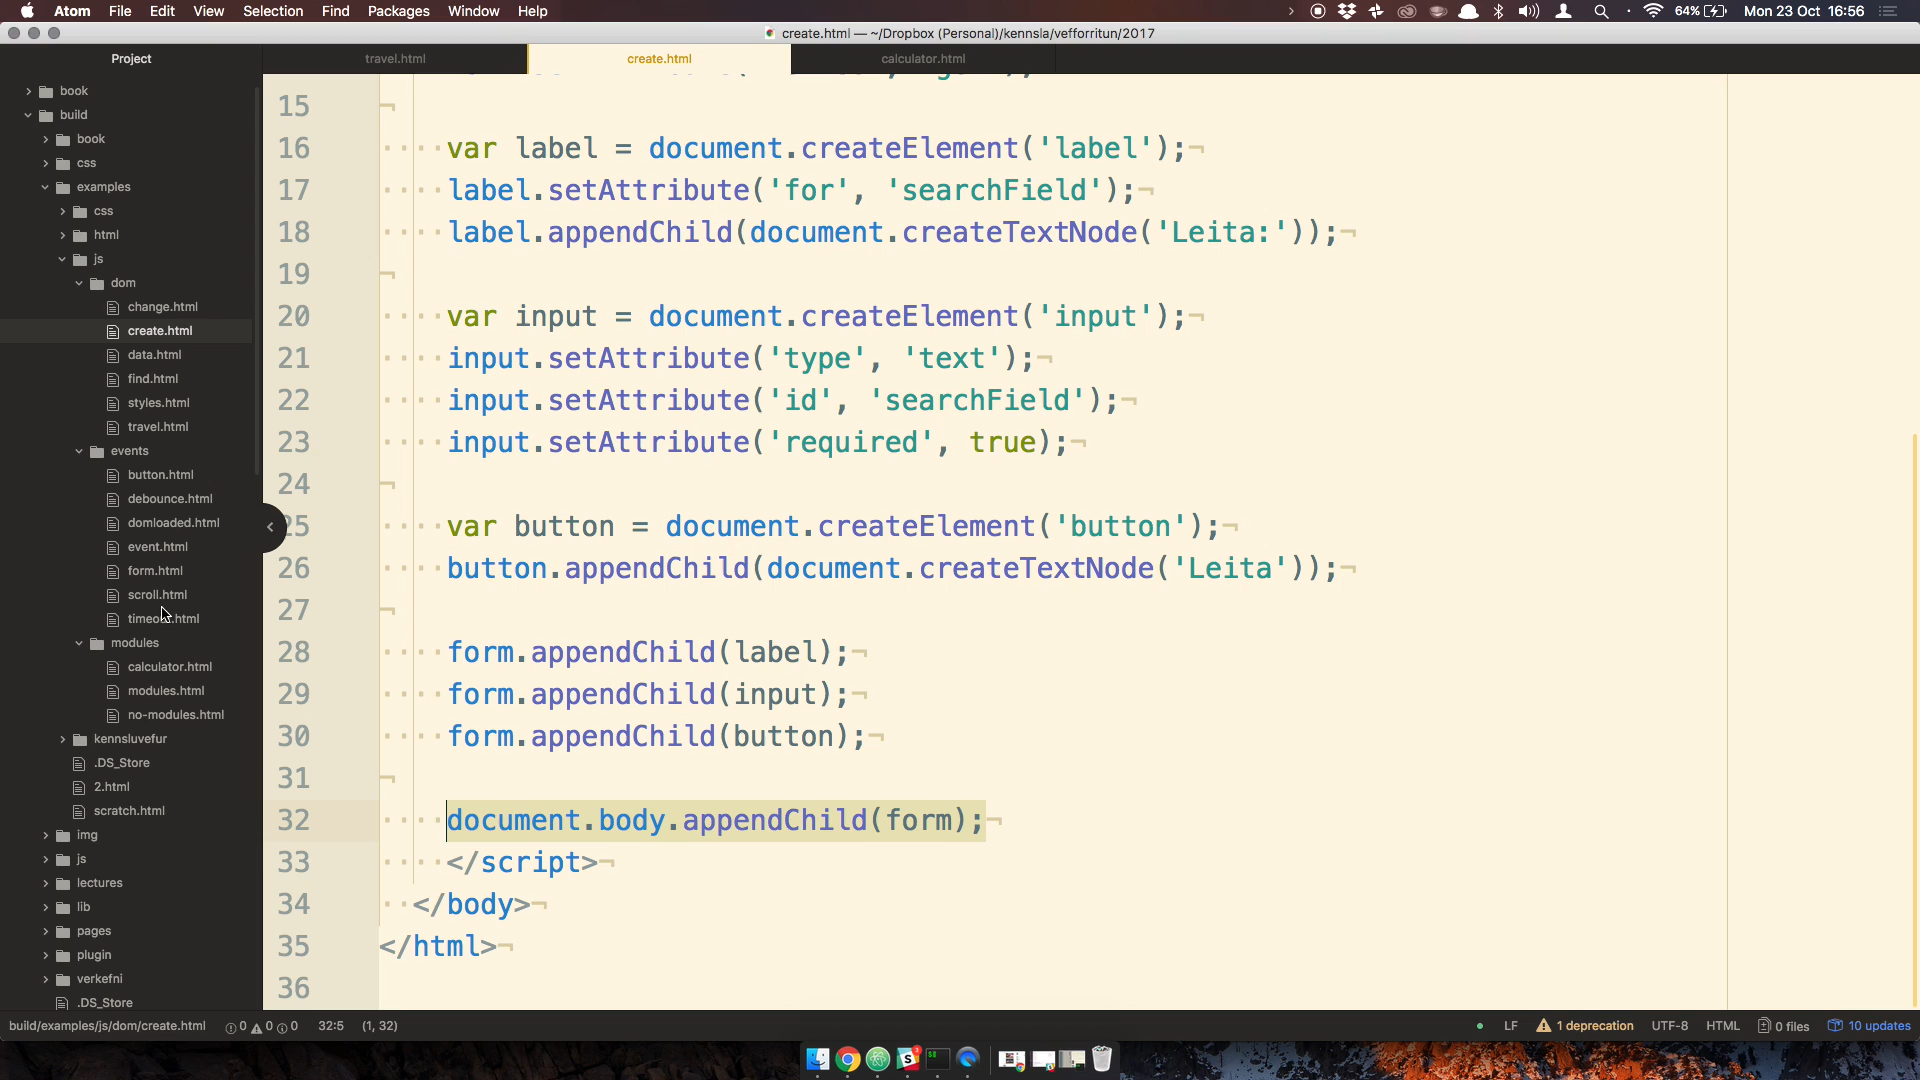 Atom File Edit View Selection Find Packages Window Help
64% Mon 23 Oct 16:56
create.html — ~/Dropbox (Personal)/kennsla/vefforritun/2017
Project
travel.html
create.html
calculator.html
book
build
book
css
examples
css
html
js
dom
change.html
create.html
data.html
find.html
styles.html
travel.html
events
button.html
debounce.html
domloaded.html
event.html
form.html
scroll.html
modules
calculator.html
modules.html
no-modules.html
kennsluvefur
.DS_Store
2.html
scratch.html
img
js
lectures
lib
pages
plugin
verkefni
.DS_Store
15
16 var label = document.createElement('label');
17 label.setAttribute('for', 'searchField');
18 label.appendChild(document.createTextNode('Leita:'));
19
20 var input = document.createElement('input');
21 input.setAttribute('type', 'text');
22 input.setAttribute('id', 'searchField');
23 input.setAttribute('required', true);
24
25 var button = document.createElement('button');
26 button.appendChild(document.createTextNode('Leita'));
27
28 form.appendChild(label);
29 form.appendChild(input);
30 form.appendChild(button);
31
32 document.body.appendChild(form);
33 </script>
34 </body>
35 </html>
36
build/examples/js/dom/create.html 0 0 0 32:5 (1, 32)
LF 1 deprecation UTF-8 HTML 0 files 10 updates